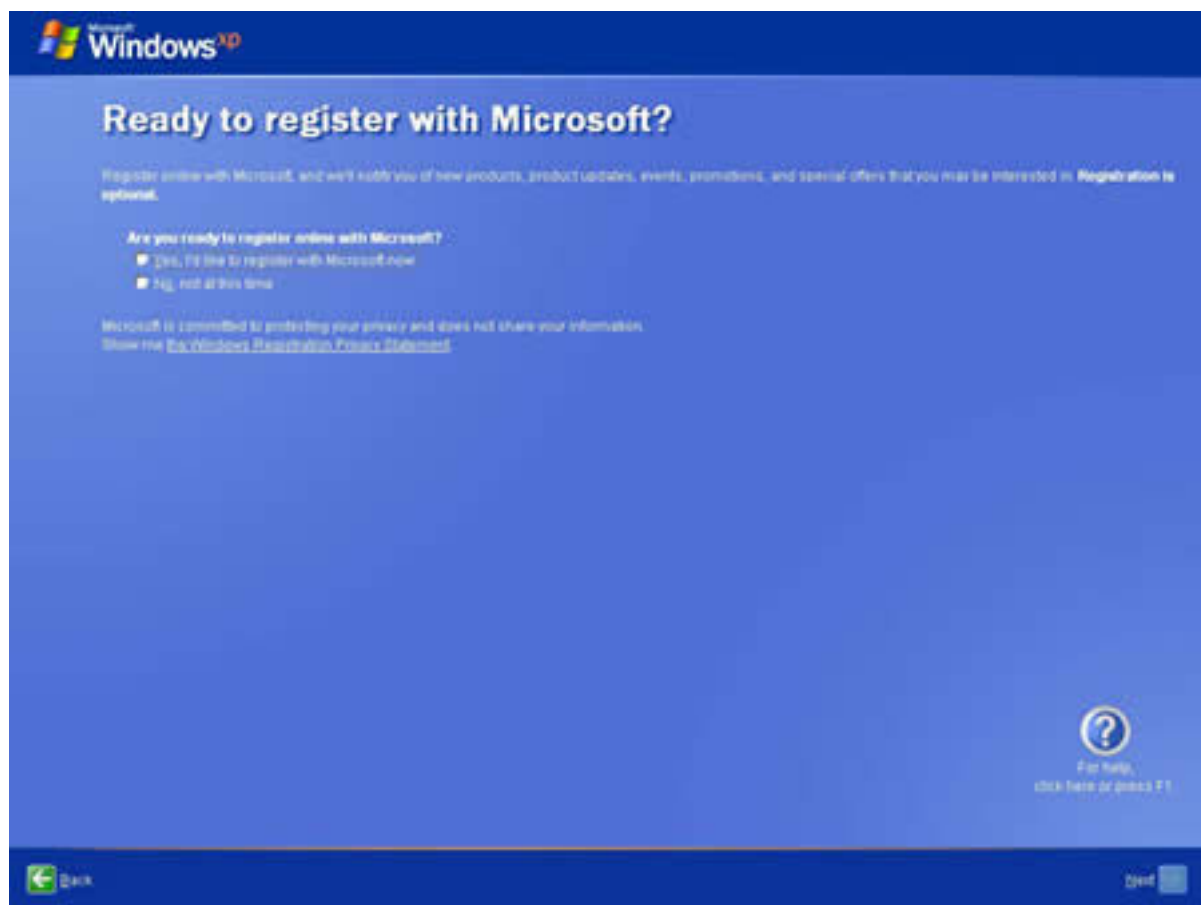 Microsoft
Windows xp
Ready to register with Microsoft?
Register online with Microsoft, and we'll notify you of new products, product updates, events, promotions, and special offers that you may be interested in. Registration is
optional.
Are you ready to register online with Microsoft?
Yes, I'd like to register with Microsoft now
No, not at this time
Microsoft is committed to protecting your privacy and does not share your information.
Show me the Windows Registration Privacy Statement.
?
For help,
click here or press F1.
Back
Next